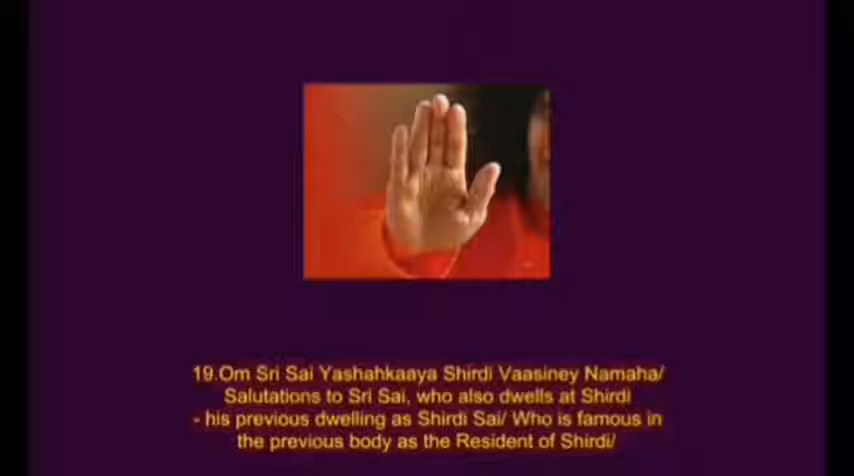 19.Om Sri Sai Yashahkaaya Shirdi Vaasiney Namaha/
Salutations to Sri Sai, who also dwells at Shirdi
- his previous dwelling as Shirdi Sai/ Who is famous in
the previous body as the Resident of Shirdi/